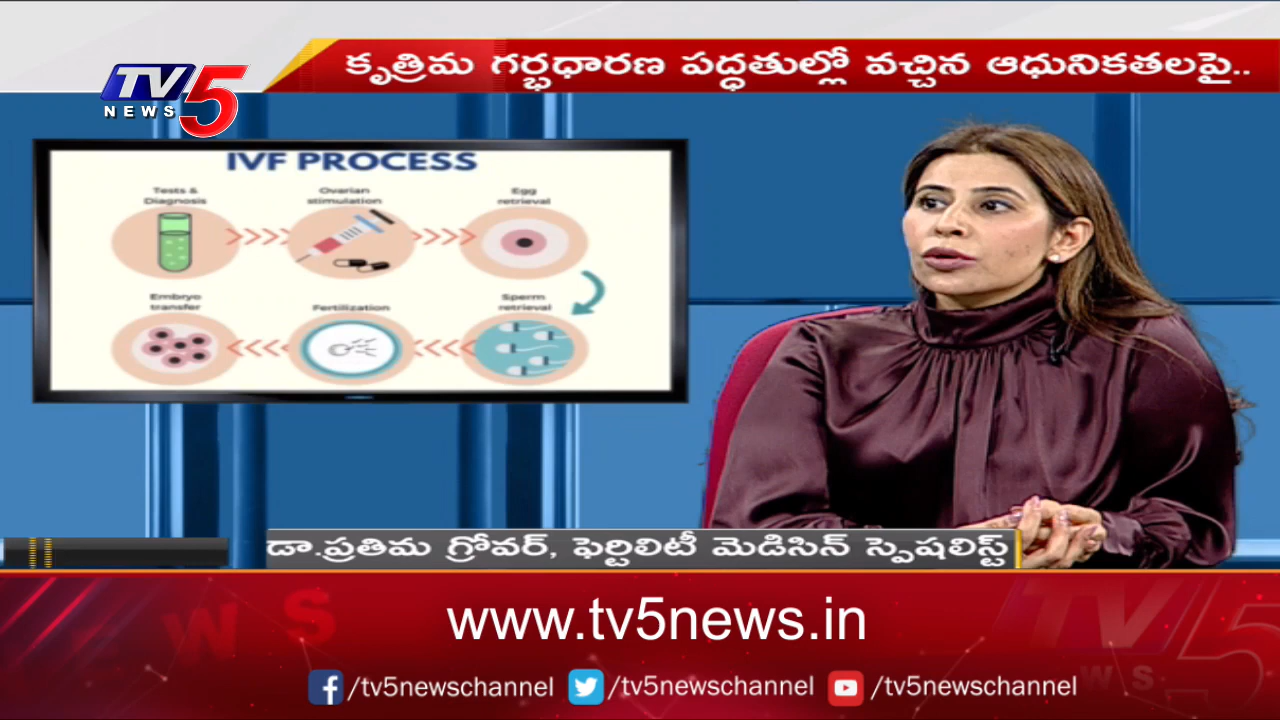 కృత్రిమ గర్భధారణ పద్ధతుల్లో వచ్చిన ఆధునికతలపై..
TV5
NEWS
IVF PROCESS
Tests &
Diagnosis
Ovarian
stimulation
Egg
retrieval
Embryo
transfer
Fertilization
Sperm
retrieval
డా.ప్రతిమ గ్రోవర్, ఫెర్టిలిటీ మెడిసిన్ స్పెషలిస్ట్
W S
TV5
W S
www.tv5news.in
/tv5newschannel
/tv5newschannel
/tv5newschannel